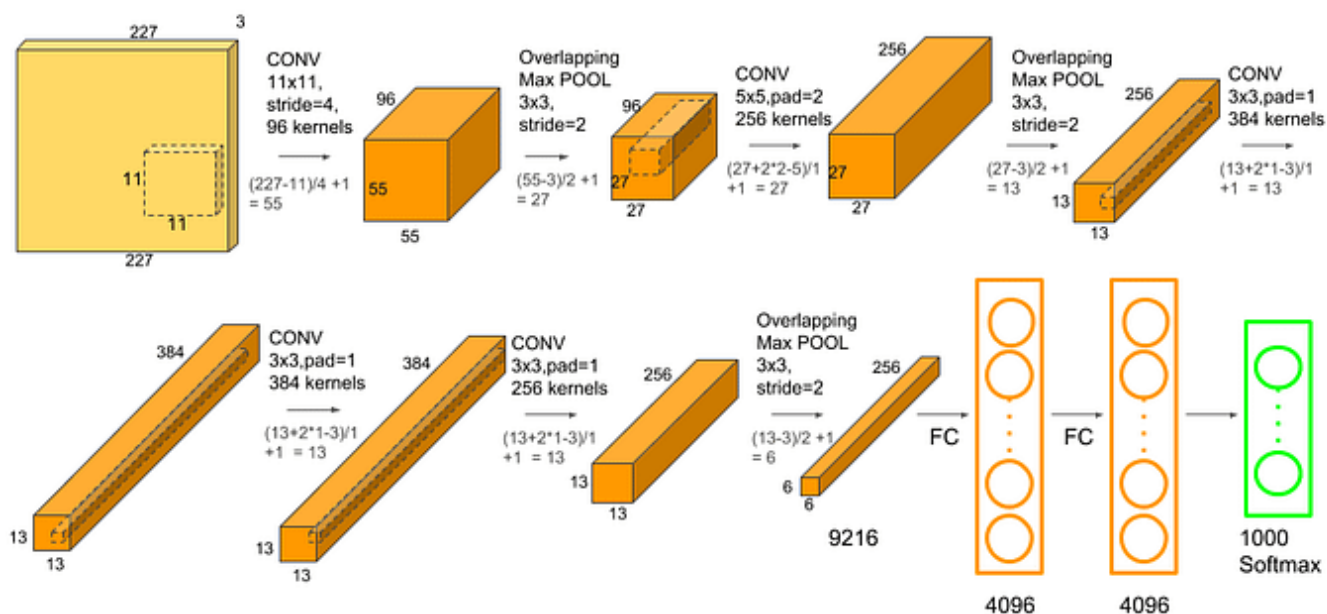 227
3
CONV
11x11,
stride=4,
96 kernels
(227-11)/4 +1
= 55
11
11
227
96
55
55
Overlapping
Max POOL
3x3,
stride=2
(55-3)/2 +1
= 27
96
27
27
CONV
5x5,pad=2
256 kernels
(27+2*2-5)/1
+1 = 27
256
27
27
Overlapping
Max POOL
3x3,
stride=2
(27-3)/2 +1
= 13
256
13
13
CONV
3x3,pad=1
384 kernels
(13+2*1-3)/1
+1 = 13
384
13
13
CONV
3x3,pad=1
384 kernels
(13+2*1-3)/1
+1 = 13
384
13
13
CONV
3x3,pad=1
256 kernels
(13+2*1-3)/1
+1 = 13
256
13
13
Overlapping
Max POOL
3x3,
stride=2
(13-3)/2 +1
= 6
256
6
6
9216
FC
4096
FC
4096
1000
Softmax